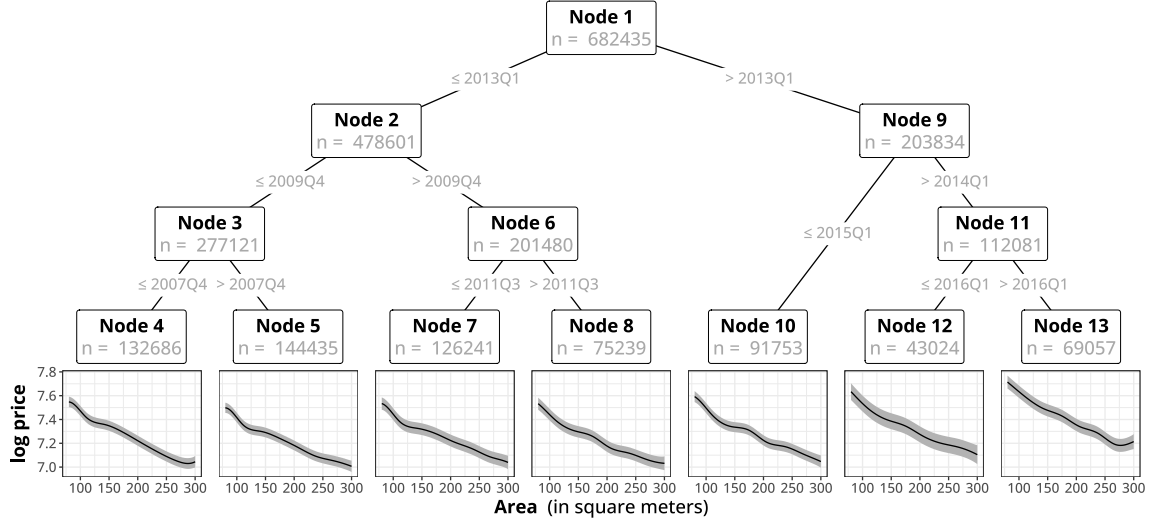 Node 1
n = 682435
≤ 2013Q1 > 2013Q1
Node 2 Node 9
n = 478601 n = 203834
≤ 2009Q4 > 2009Q4 > 2014Q1
Node 3 Node 6 Node 11
n = 277121 n = 201480 ≤ 2015Q1 n = 112081
≤ 2007Q4 > 2007Q4 ≤ 2011Q3 > 2011Q3 ≤ 2016Q1 > 2016Q1
Node 4 Node 5 Node 7 Node 8 Node 10 Node 12 Node 13
n = 132686 n = 144435 n = 126241 n = 75239 n = 91753 n = 43024 n = 69057
7.8
7.6
7.4
7.2
7.0
log price
100 150 200 250 300 100 150 200 250 300 100 150 200 250 300 100 150 200 250 300 100 150 200 250 300 100 150 200 250 300 100 150 200 250 300
Area (in square meters)